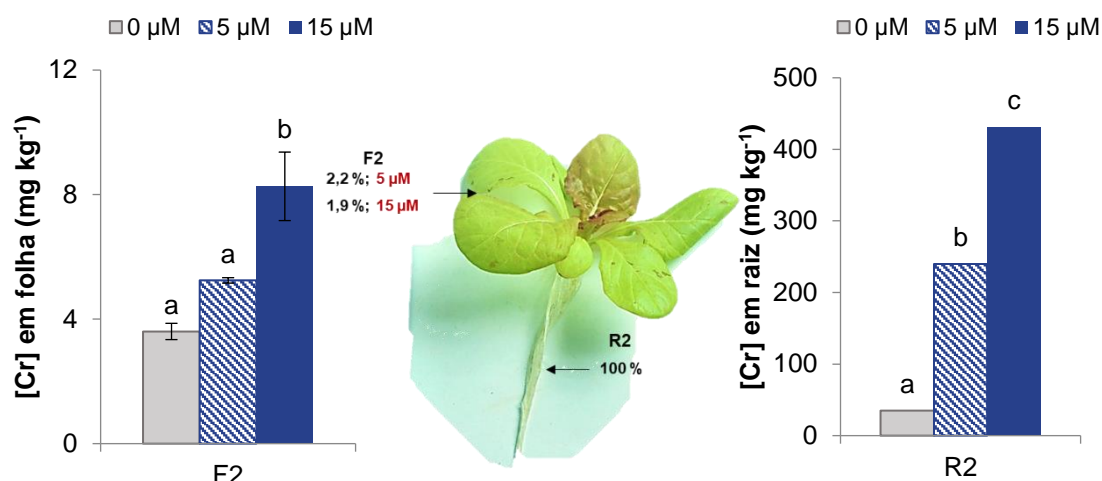 0 µM 5 µM 15 µM
[Cr] em folha (mg kg⁻¹)
12
8
4
0
a
a
b
F2
F2
2,2 %; 5 µM
1,9 %; 15 µM
R2
100 %
0 µM 5 µM 15 µM
[Cr] em raiz (mg kg⁻¹)
500
400
300
200
100
0
a
b
c
R2